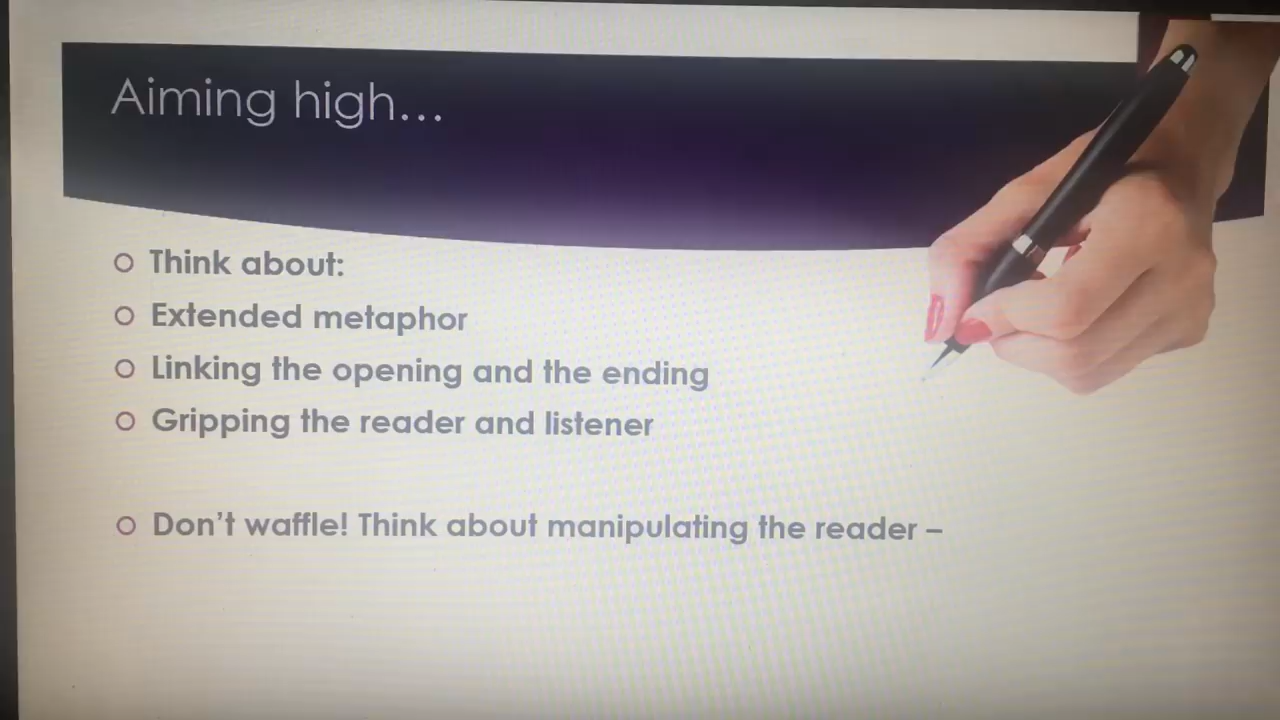 Aiming high...
Think about:
Extended metaphor
Linking the opening and the ending
Gripping the reader and listener
Don't waffle! Think about manipulating the reader –